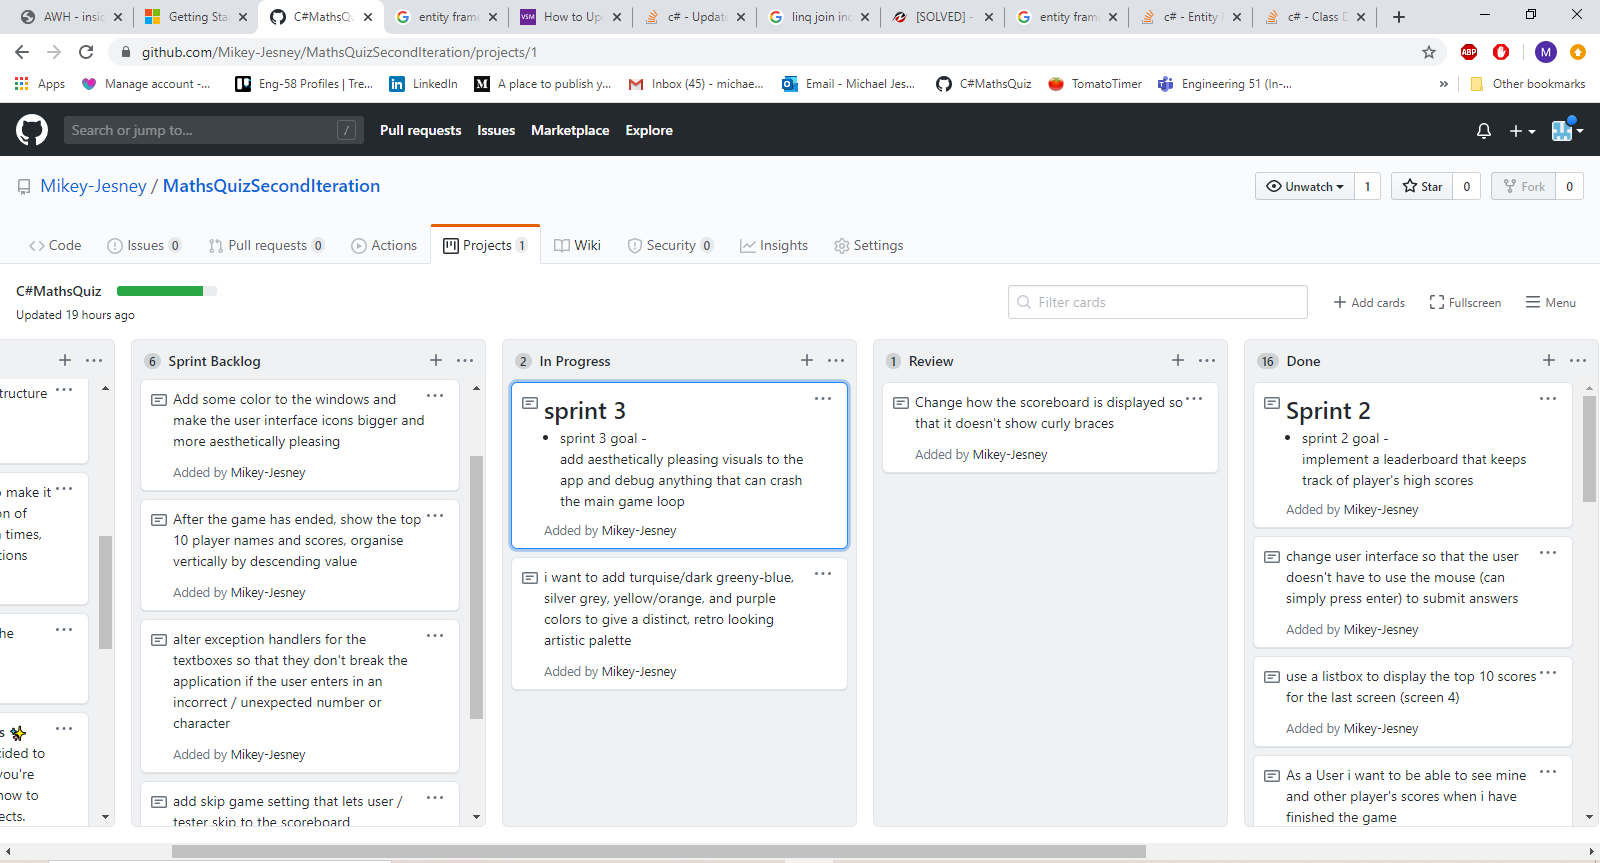 AWH - insi
Getting Sta
C#MathsQu
entity frame
How to Up
c# - Update
linq join inc
[SOLVED] -
entity fram
c# - Entity
c# - Class D
github.com/Mikey-Jesney/MathsQuizSecondIteration/projects/1
ABP
M
Apps
Manage account -...
Eng-58 Profiles | Tre...
LinkedIn
A place to publish y...
Inbox (45) - michae...
Email - Michael Jes...
C#MathsQuiz
TomatoTimer
Engineering 51 (In-...
»
Other bookmarks
Search or jump to...
/
Pull requests
Issues
Marketplace
Explore
Mikey-Jesney / MathsQuizSecondIteration
Unwatch 1
Star 0
Fork 0
Code
Issues 0
Pull requests 0
Actions
Projects 1
Wiki
Security 0
Insights
Settings
C#MathsQuiz
Updated 19 hours ago
Filter cards
Add cards
Fullscreen
Menu
tructure
make it
on of
times,
tions
he
s
ided to
you're
how to
ects.
6 Sprint Backlog
Add some color to the windows and
make the user interface icons bigger and
more aesthetically pleasing
Added by Mikey-Jesney
After the game has ended, show the top
10 player names and scores, organise
vertically by descending value
Added by Mikey-Jesney
alter exception handlers for the
textboxes so that they don't break the
application if the user enters in an
incorrect / unexpected number or
character
Added by Mikey-Jesney
add skip game setting that lets user /
tester skip to the scoreboard
2 In Progress
sprint 3
• sprint 3 goal -
add aesthetically pleasing visuals to the
app and debug anything that can crash
the main game loop
Added by Mikey-Jesney
i want to add turquise/dark greeny-blue,
silver grey, yellow/orange, and purple
colors to give a distinct, retro looking
artistic palette
Added by Mikey-Jesney
1 Review
Change how the scoreboard is displayed so
that it doesn't show curly braces
Added by Mikey-Jesney
16 Done
Sprint 2
• sprint 2 goal -
implement a leaderboard that keeps
track of player's high scores
Added by Mikey-Jesney
change user interface so that the user
doesn't have to use the mouse (can
simply press enter) to submit answers
Added by Mikey-Jesney
use a listbox to display the top 10 scores
for the last screen (screen 4)
Added by Mikey-Jesney
As a User i want to be able to see mine
and other player's scores when i have
finished the game